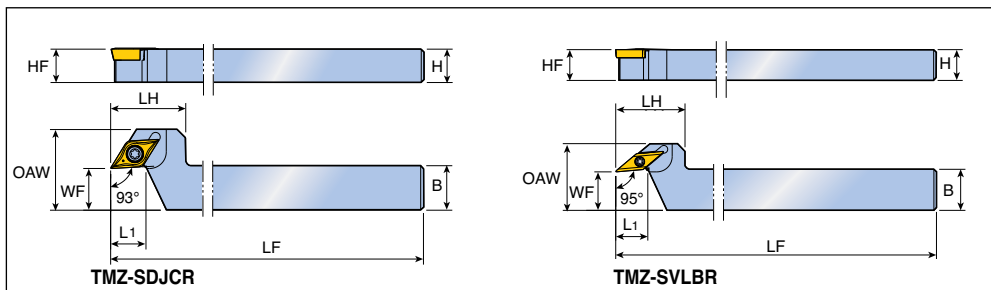 HF
H
LH
OAW
WF
93°
B
L1
LF
TMZ-SDJCR
HF
H
LH
OAW
WF
95°
B
L1
LF
TMZ-SVLBR